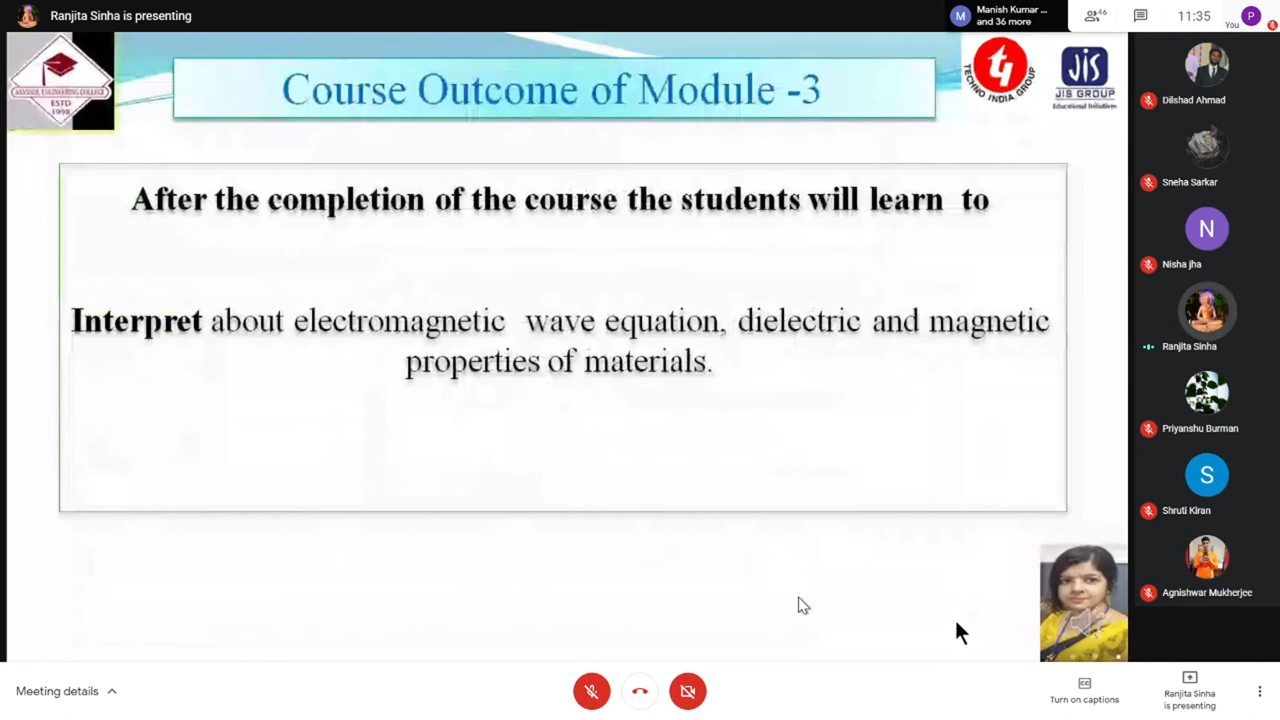 Ranjita Sinha is presenting
M
Manish Kumar ...
and 36 more
46
11:35
P
You
ESTD
1998
Course Outcome of Module -3
TECHNO INDIA GROUP
JIS
JIS GROUP
Educational Initiatives
After the completion of the course the students will learn to
Interpret about electromagnetic wave equation, dielectric and magnetic
properties of materials.
Dilshad Ahmad
Sneha Sarkar
N
Nisha jha
Ranjita Sinha
Priyanshu Burman
S
Shruti Kiran
Agnishwar Mukherjee
Meeting details
Turn on captions
Ranjita Sinha
is presenting